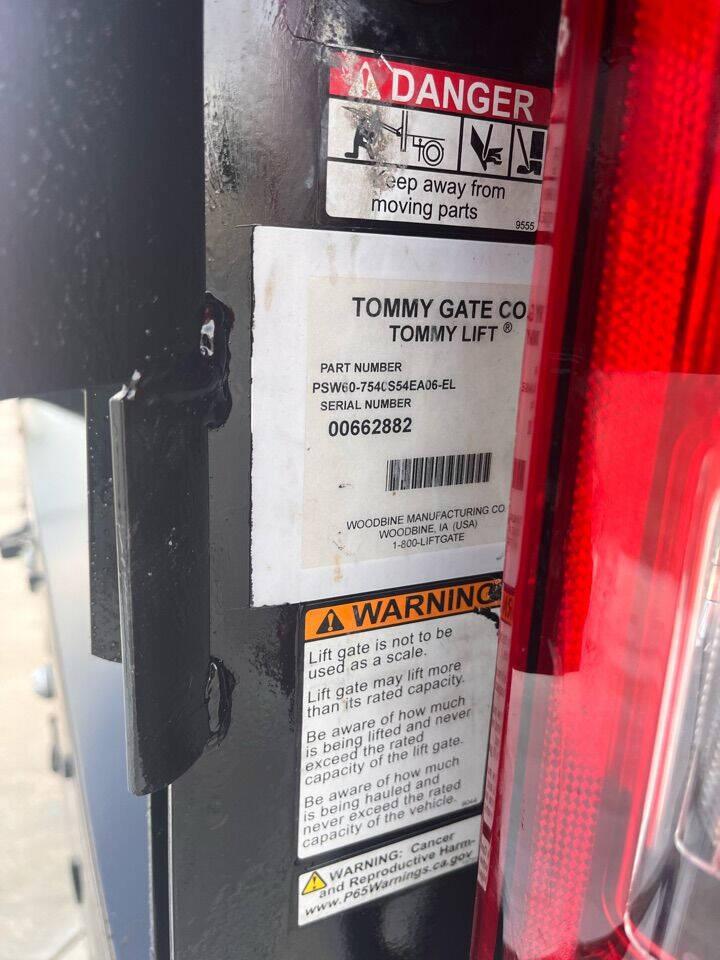 DANGER
eep away from
moving parts
9555
TOMMY GATE CO
TOMMY LIFT ®
PART NUMBER
PSW60-7540S54EA06-EL
SERIAL NUMBER
00662882
WOODBINE MANUFACTURING CO
WOODBINE, IA (USA)
1-800-LIFTGATE
WARNING
Lift gate is not to be
used as a scale.
Lift gate may lift more
than its rated capacity.
Be aware of how much
is being lifted and never
exceed the rated
capacity of the lift gate.
Be aware of how much
is being hauled and
never exceed the rated
capacity of the vehicle.
WARNING: Cancer
and Reproductive Harm-
www.P65Warnings.ca.gov